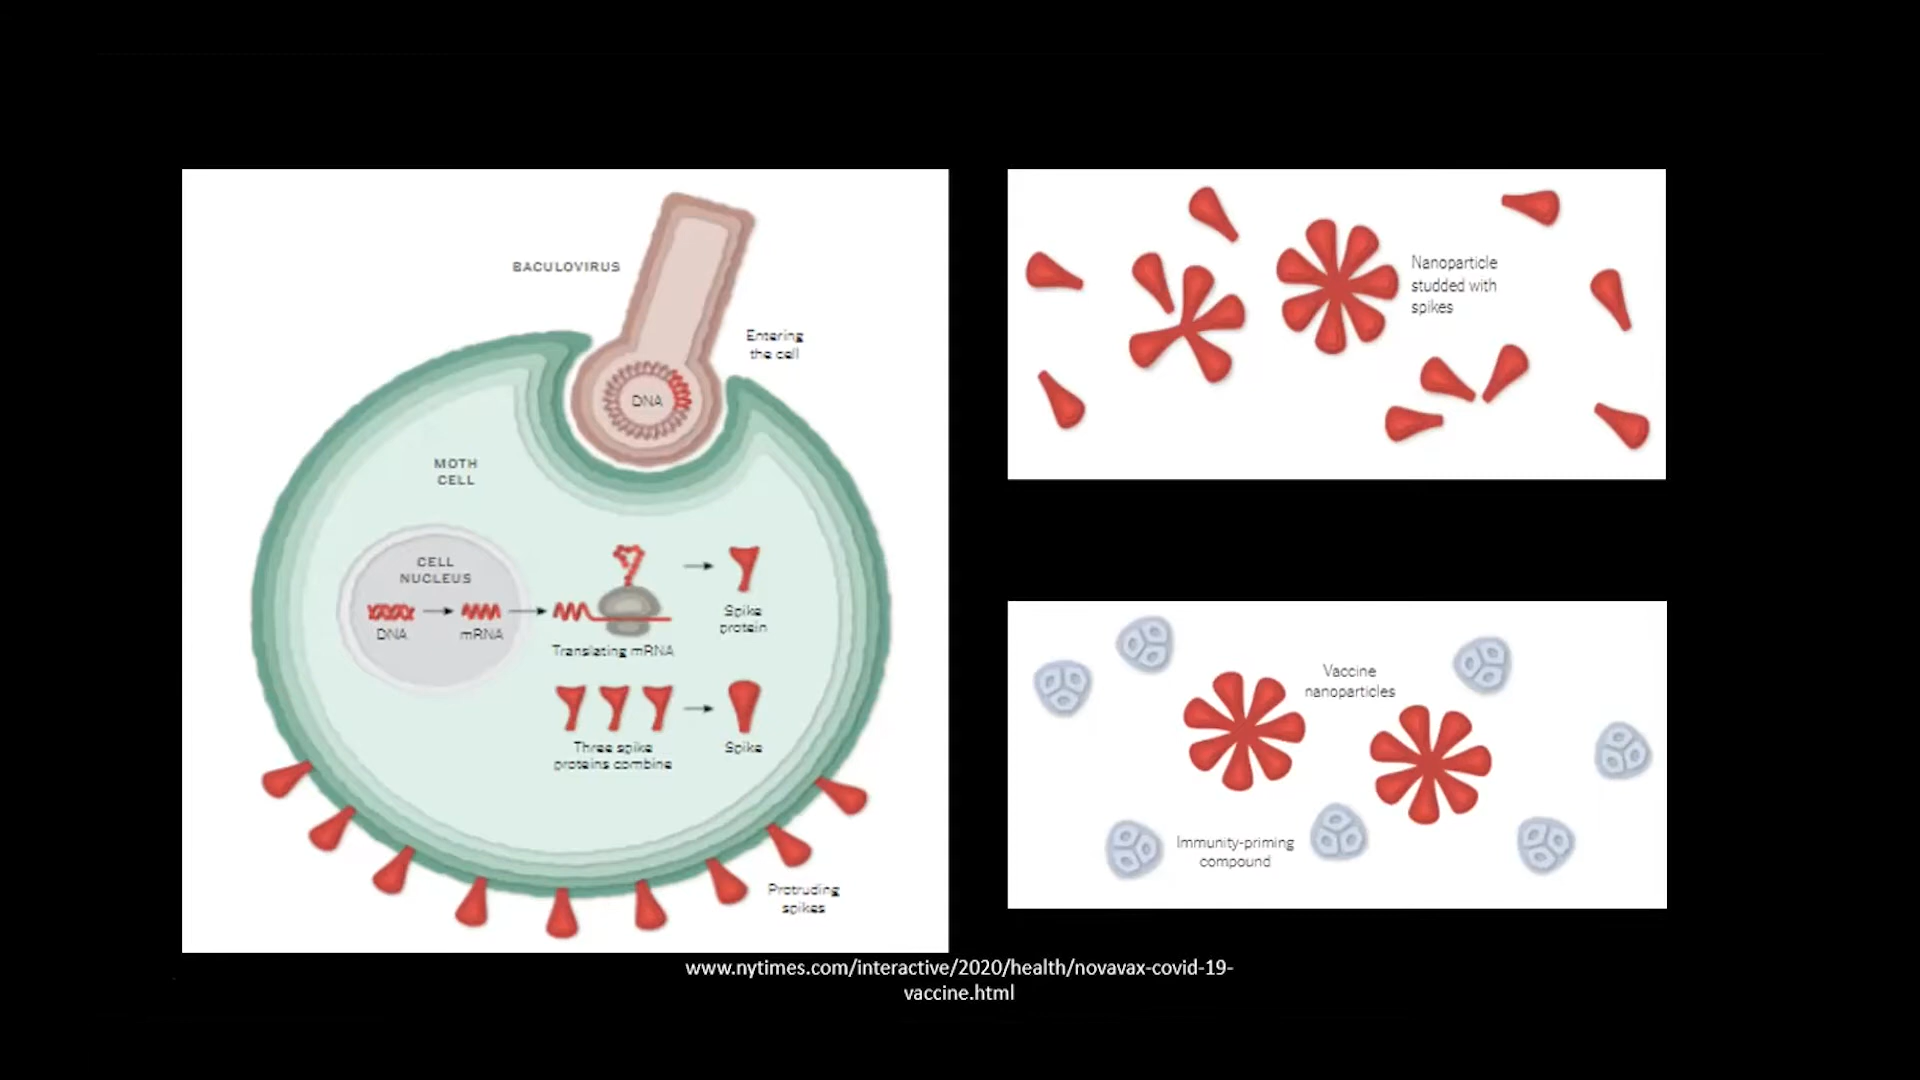 BACULOVIRUS
Entering
the cell
DNA
MOTH
CELL
CELL
NUCLEUS
DNA
mRNA
Translating mRNA
Spike
protein
Three spike
proteins combine
Spike
Protruding
spikes
Nanoparticle
studded with
spikes
Vaccine
nanoparticles
Immunity-priming
compound
www.nytimes.com/interactive/2020/health/novavax-covid-19-
vaccine.html